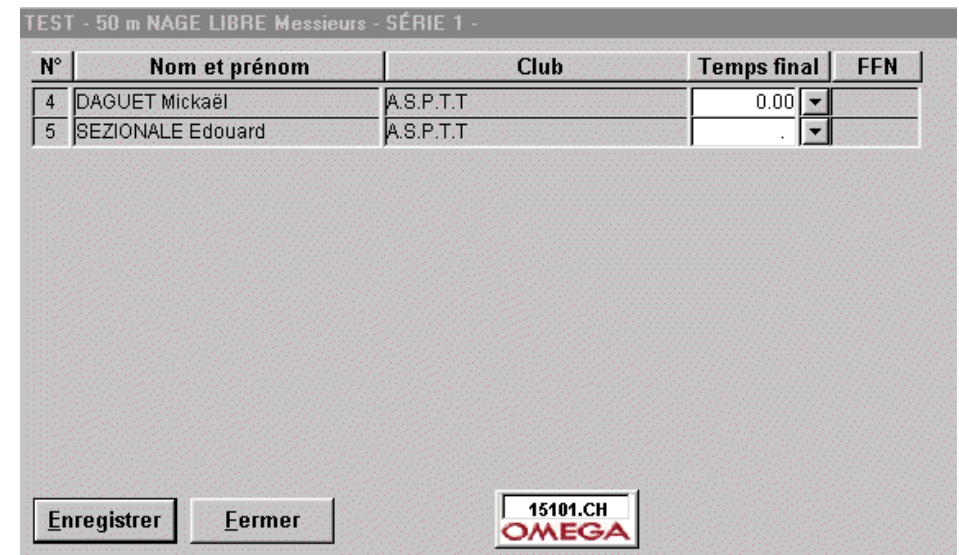 TEST - 50 m NAGE LIBRE Messieurs - SÉRIE 1 -
N° Nom et prénom Club Temps final FFN
4 DAGUET Mickaël A.S.P.T.T 0.00
5 SEZIONALE Edouard A.S.P.T.T .
Enregistrer Fermer 15101.CH
OMEGA